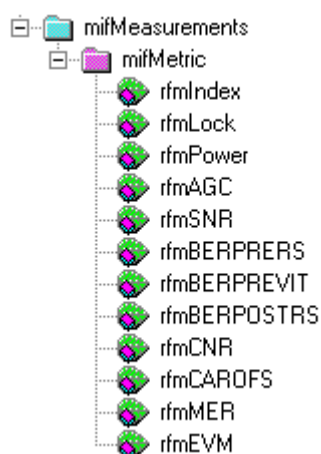 mifMeasurements
mifMetric
rfmIndex
rfmLock
rfmPower
rfmAGC
rfmSNR
rfmBERPRERS
rfmBERPREVIT
rfmBERPOSTRS
rfmCNR
rfmCAROFS
rfmMER
rfmEVM